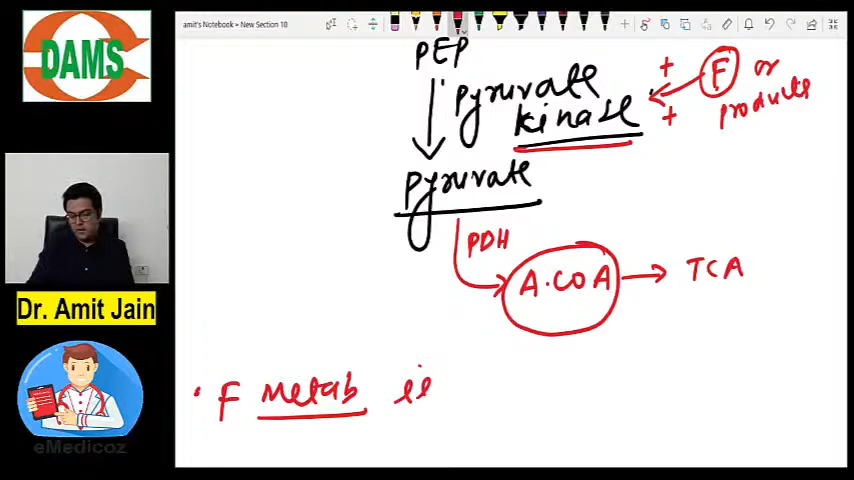 amit's Notebook > New Section 10
DAMS
PEP
Pyruvate
kinase
+
+
F or
products
Pyruvate
PDH
A.COA → TCA
Dr. Amit Jain
• F Metab is
eMedicoz